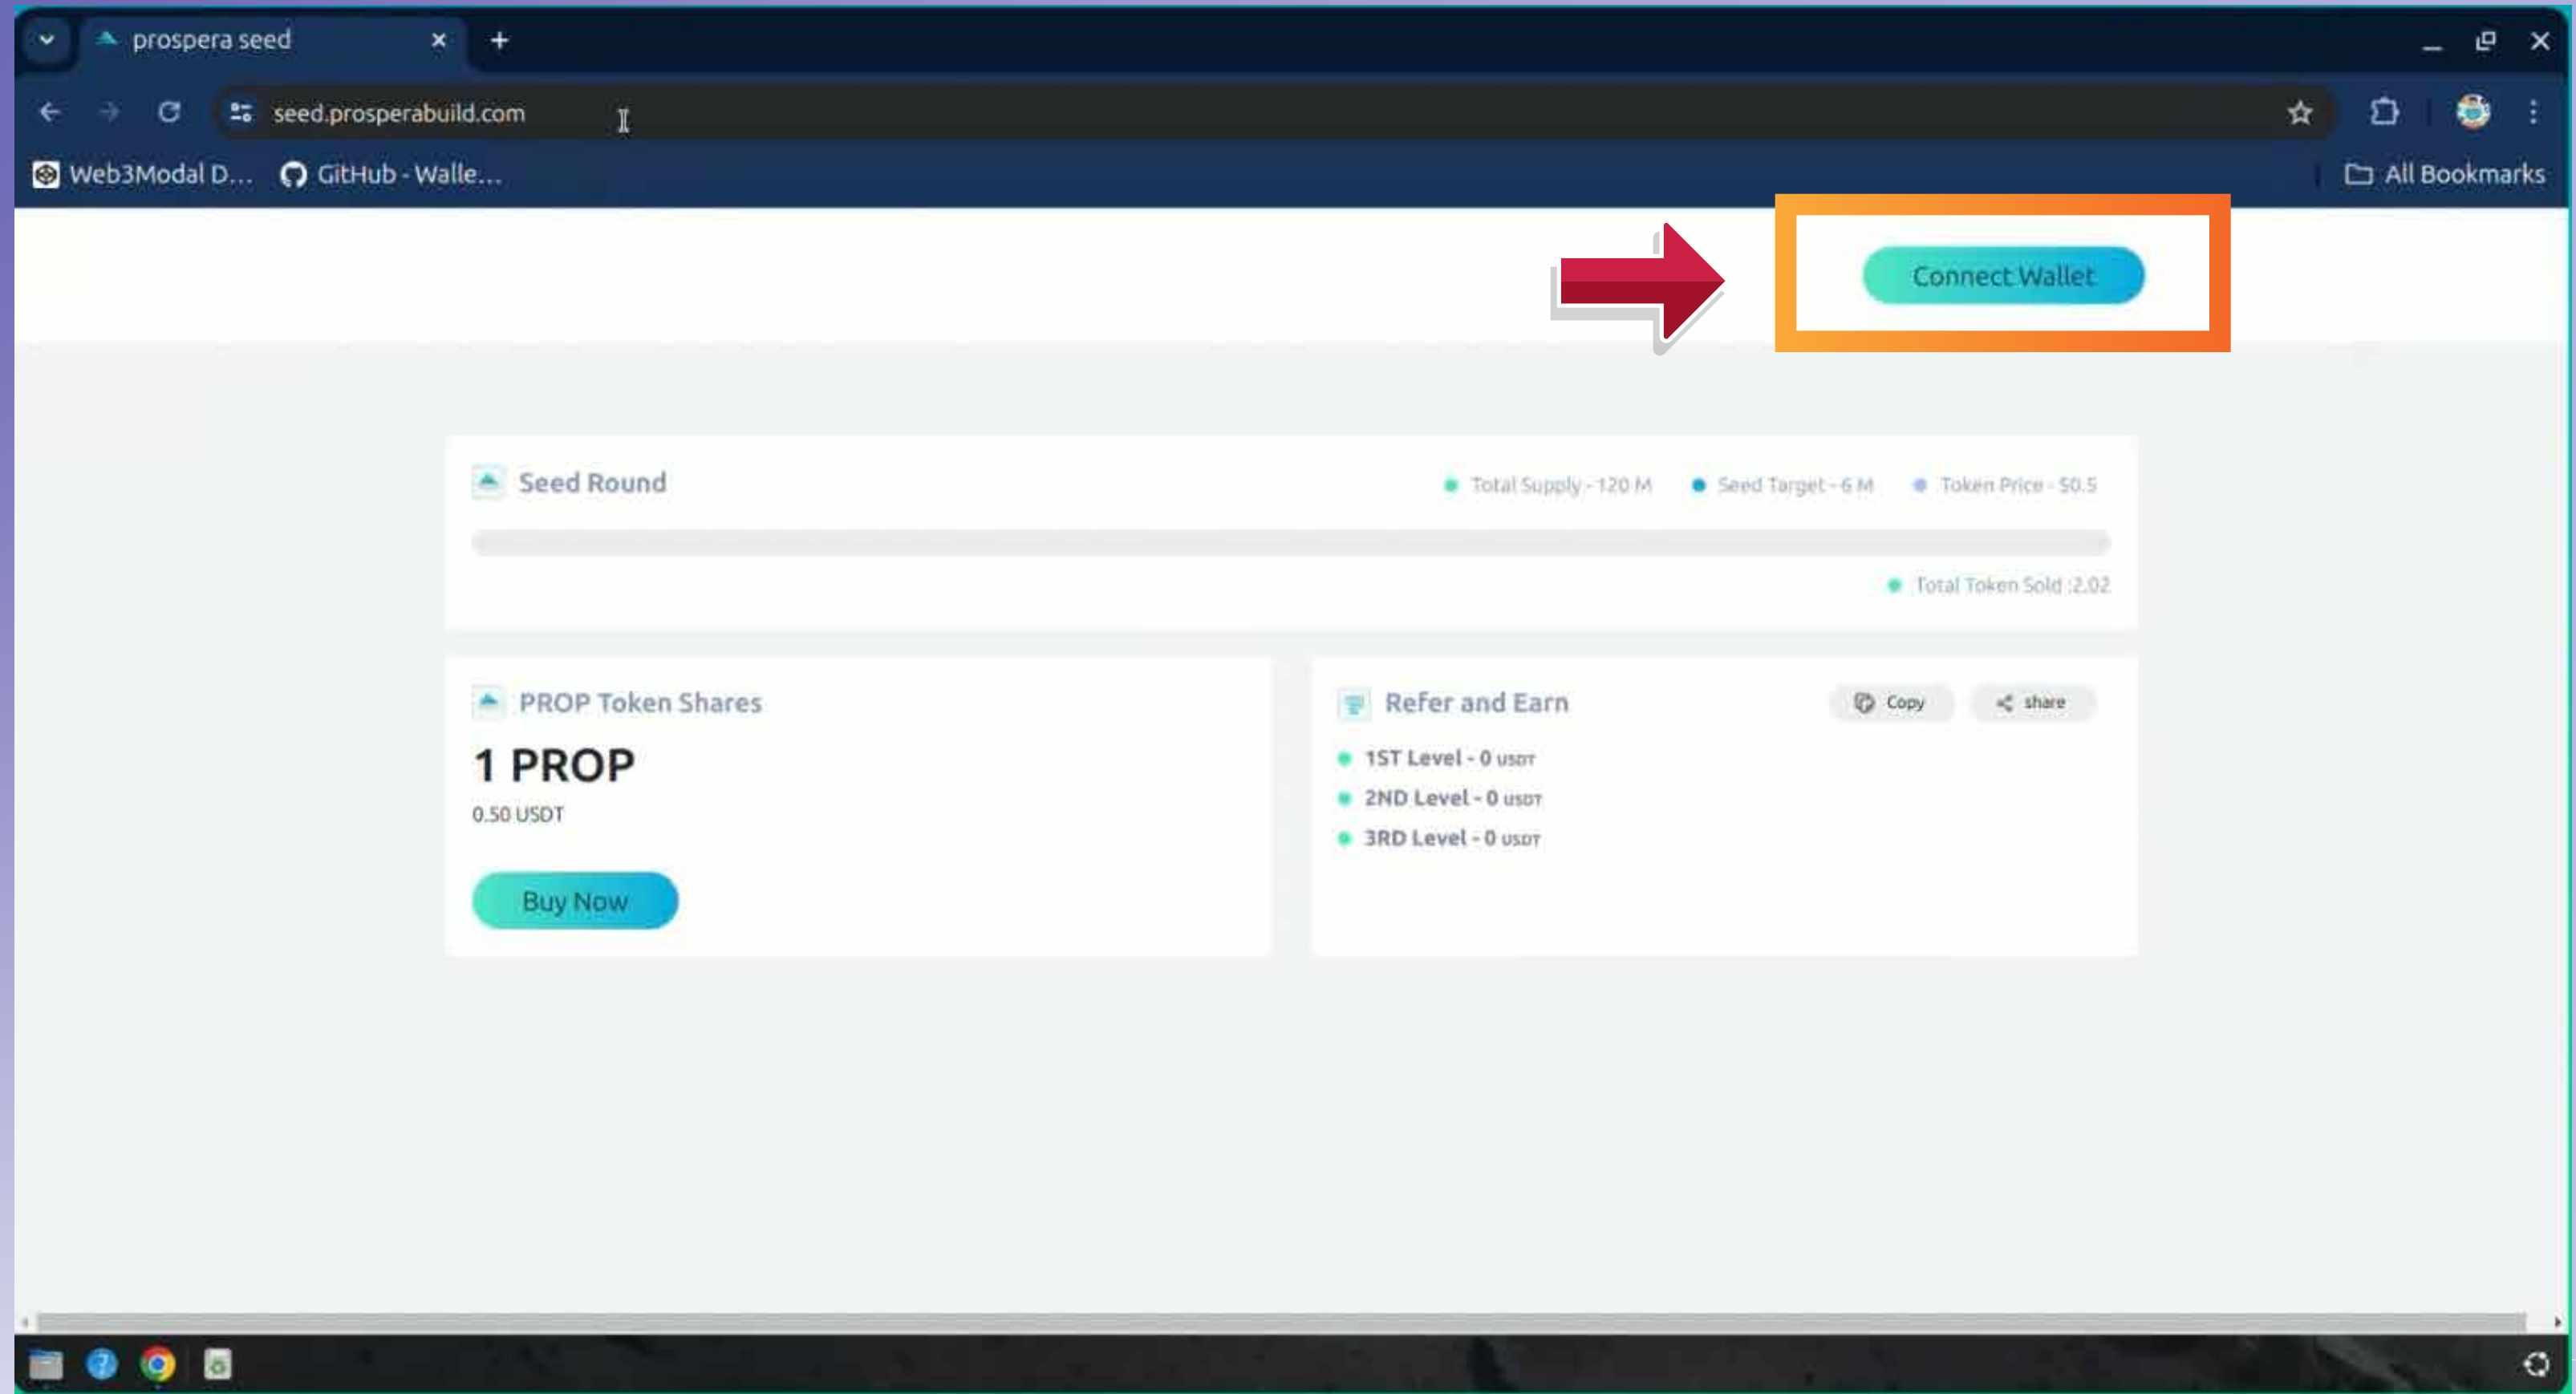 prospera seed
seed.prosperabuild.com
Web3Modal D... GitHub - Walle...
All Bookmarks
Connect Wallet
Seed Round
Total Supply - 120 M Seed Target - 6 M Token Price - $0.5
Total Token Sold :2.02
PROP Token Shares
1 PROP
0.50 USDT
Buy Now
Refer and Earn
Copy share
1ST Level - 0 USDT
2ND Level - 0 USDT
3RD Level - 0 USDT